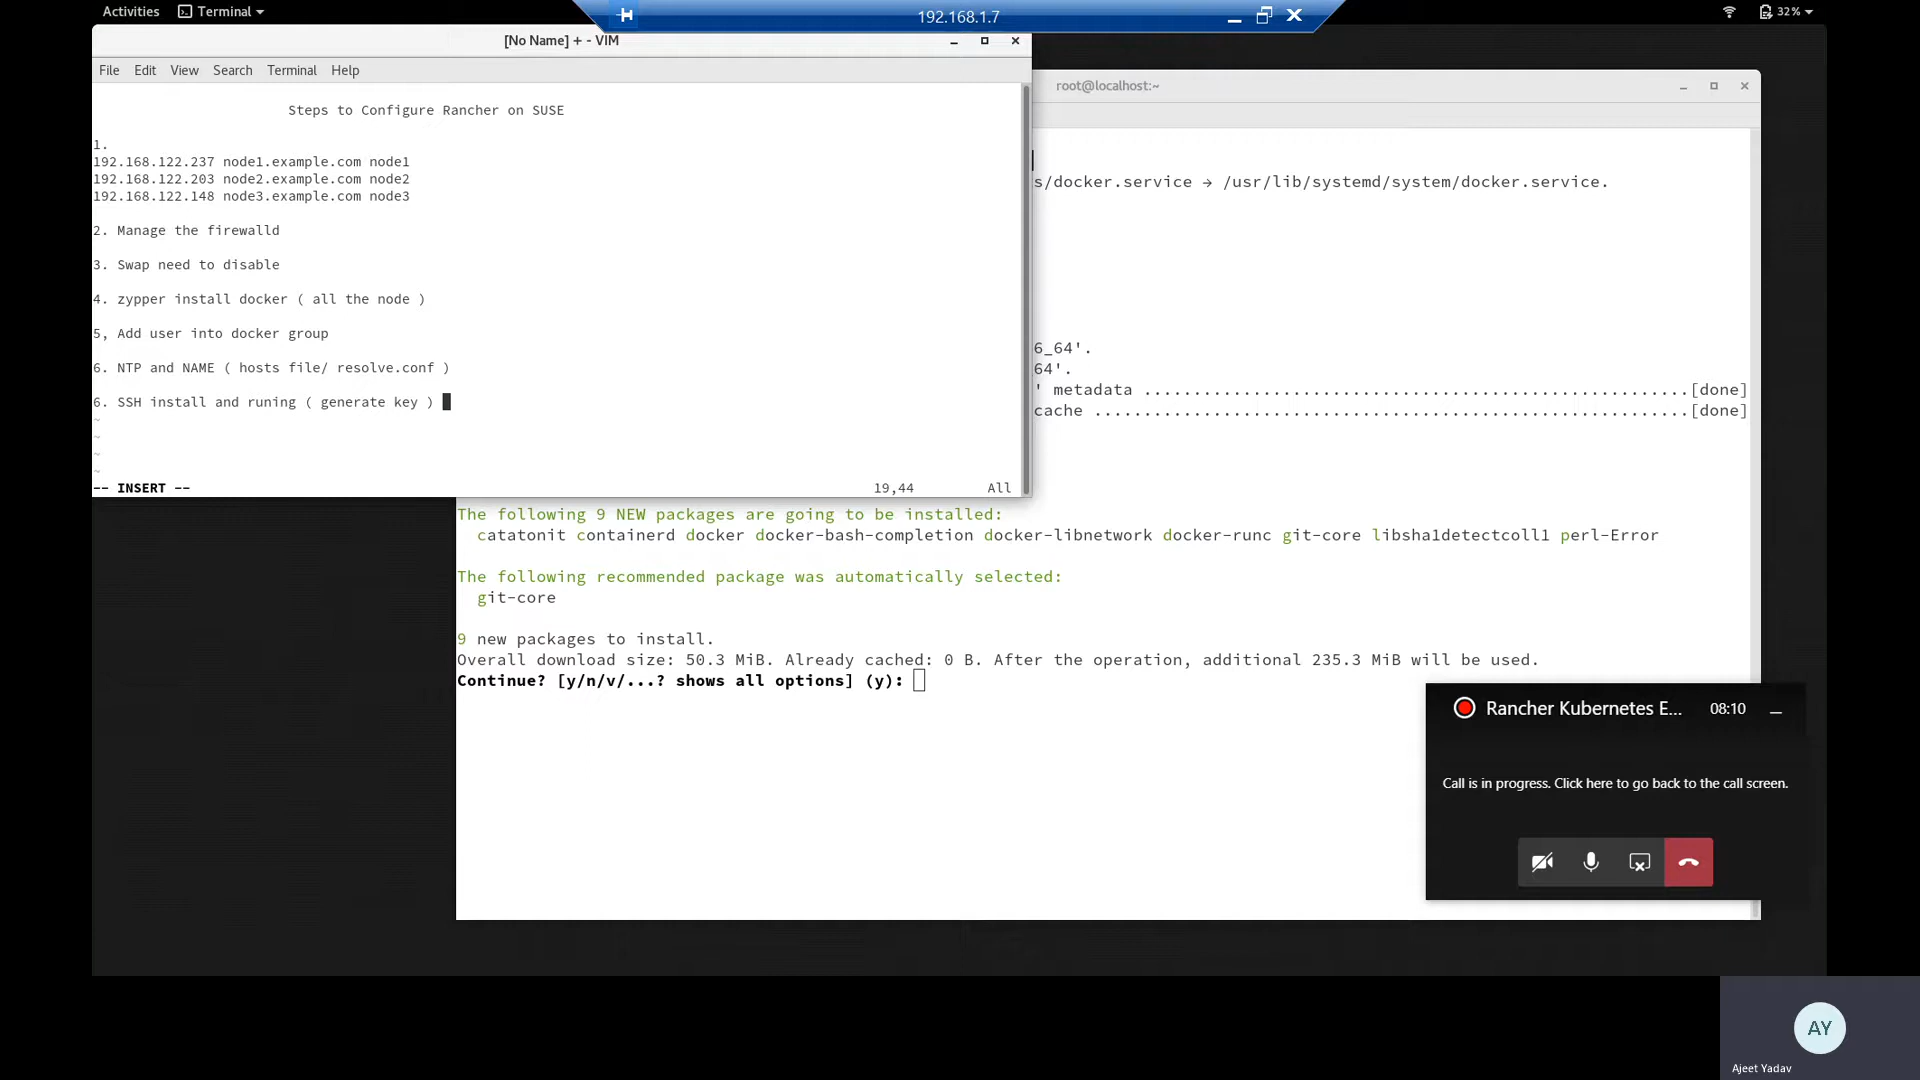 Activities Terminal 32%
192.168.1.7
[No Name] + - VIM
File Edit View Search Terminal Help
Steps to Configure Rancher on SUSE
1.
192.168.122.237 node1.example.com node1
192.168.122.203 node2.example.com node2
192.168.122.148 node3.example.com node3
2. Manage the firewalld
3. Swap need to disable
4. zypper install docker ( all the node )
5, Add user into docker group
6. NTP and NAME ( hosts file/ resolve.conf )
6. SSH install and runing ( generate key )
~
~
~
~
-- INSERT -- 19,44 All
root@localhost:~
s/docker.service → /usr/lib/systemd/system/docker.service.
6_64'.
64'.
' metadata .......................................................[done]
cache ............................................................[done]
The following 9 NEW packages are going to be installed:
catatonit containerd docker docker-bash-completion docker-libnetwork docker-runc git-core libsha1detectcoll1 perl-Error
The following recommended package was automatically selected:
git-core
9 new packages to install.
Overall download size: 50.3 MiB. Already cached: 0 B. After the operation, additional 235.3 MiB will be used.
Continue? [y/n/v/...? shows all options] (y):
Rancher Kubernetes E... 08:10
Call is in progress. Click here to go back to the call screen.
AY
Ajeet Yadav